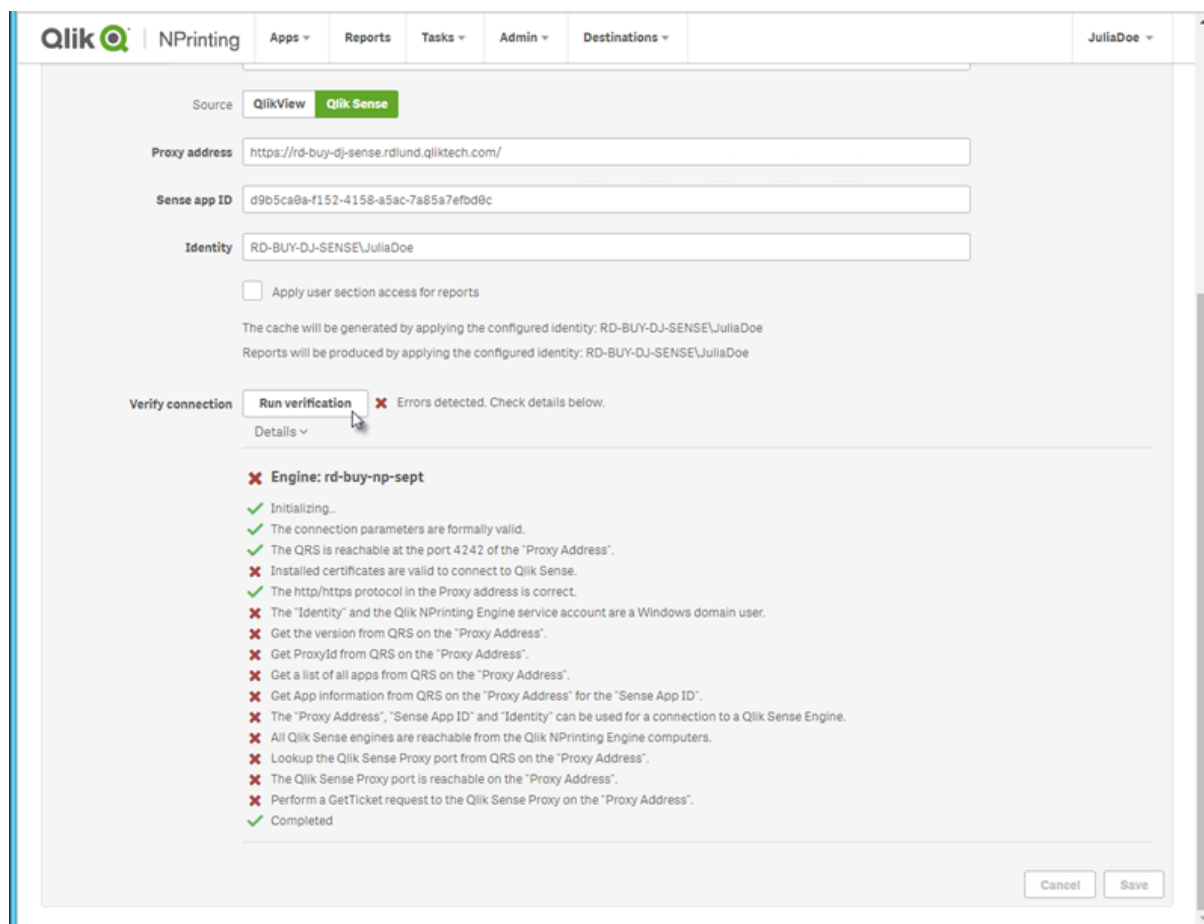 Qlik NPrinting Apps Reports Tasks Admin Destinations JuliaDoe
Source QlikView Qlik Sense
Proxy address https://rd-buy-dj-sense.rdlund.qliktech.com/
Sense app ID d9b5ca0a-f152-4158-a5ac-7a85a7efbd0c
Identity RD-BUY-DJ-SENSE\JuliaDoe
Apply user section access for reports
The cache will be generated by applying the configured identity: RD-BUY-DJ-SENSE\JuliaDoe
Reports will be produced by applying the configured identity: RD-BUY-DJ-SENSE\JuliaDoe
Verify connection Run verification Errors detected. Check details below.
Details
Engine: rd-buy-np-sept
Initializing...
The connection parameters are formally valid.
The QRS is reachable at the port 4242 of the "Proxy Address".
Installed certificates are valid to connect to Qlik Sense.
The http/https protocol in the Proxy address is correct.
The "Identity" and the Qlik NPrinting Engine service account are a Windows domain user.
Get the version from QRS on the "Proxy Address".
Get ProxyId from QRS on the "Proxy Address".
Get a list of all apps from QRS on the "Proxy Address".
Get App information from QRS on the "Proxy Address" for the "Sense App ID".
The "Proxy Address", "Sense App ID" and "Identity" can be used for a connection to a Qlik Sense Engine.
All Qlik Sense engines are reachable from the Qlik NPrinting Engine computers.
Lookup the Qlik Sense Proxy port from QRS on the "Proxy Address".
The Qlik Sense Proxy port is reachable on the "Proxy Address".
Perform a GetTicket request to the Qlik Sense Proxy on the "Proxy Address".
Completed
Cancel Save